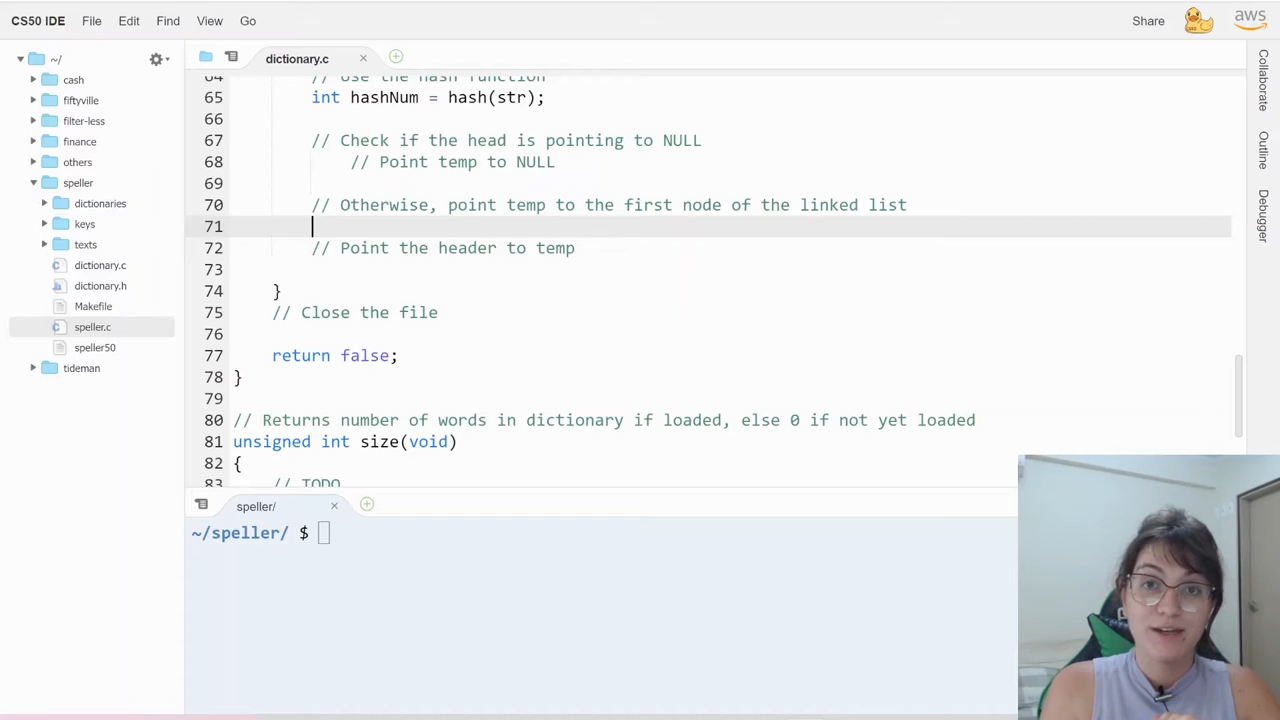 CS50 IDE File Edit Find View Go Share aws
~/
cash
fiftyville
filter-less
finance
others
speller
dictionaries
keys
texts
dictionary.c
dictionary.h
Makefile
speller.c
speller50
tideman
dictionary.c
64 // Use the hash function
65 int hashNum = hash(str);
66
67 // Check if the head is pointing to NULL
68 // Point temp to NULL
69
70 // Otherwise, point temp to the first node of the linked list
71
72 // Point the header to temp
73
74 }
75 // Close the file
76
77 return false;
78 }
79
80 // Returns number of words in dictionary if loaded, else 0 if not yet loaded
81 unsigned int size(void)
82 {
83 // TODO
speller/
~/speller/ $
Collaborate
Outline
Debugger